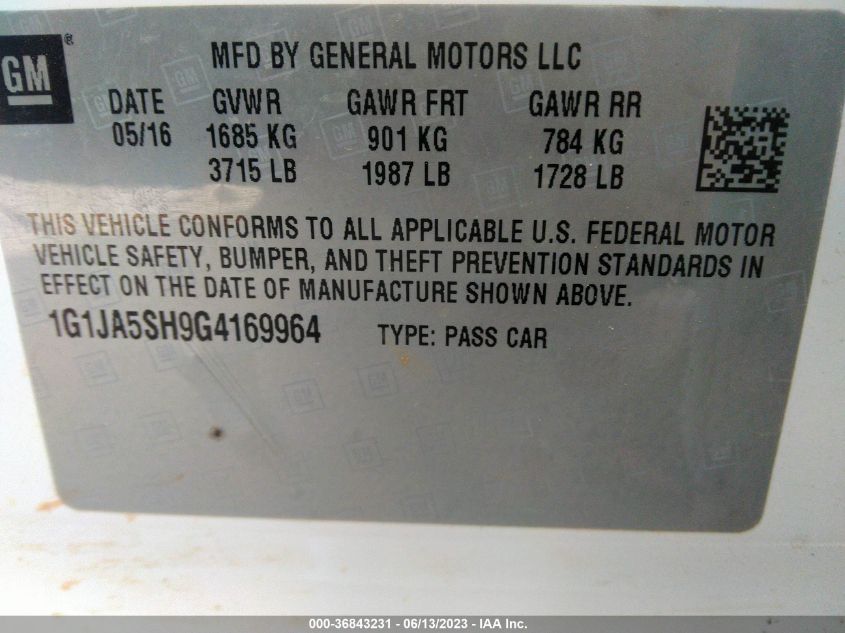 GM ®
MFD BY GENERAL MOTORS LLC
DATE GVWR GAWR FRT GAWR RR
05/16 1685 KG 901 KG 784 KG
3715 LB 1987 LB 1728 LB
THIS VEHICLE CONFORMS TO ALL APPLICABLE U.S. FEDERAL MOTOR
VEHICLE SAFETY, BUMPER, AND THEFT PREVENTION STANDARDS IN
EFFECT ON THE DATE OF MANUFACTURE SHOWN ABOVE.
1G1JA5SH9G4169964 TYPE: PASS CAR
000-36843231 - 06/13/2023 - IAA Inc.